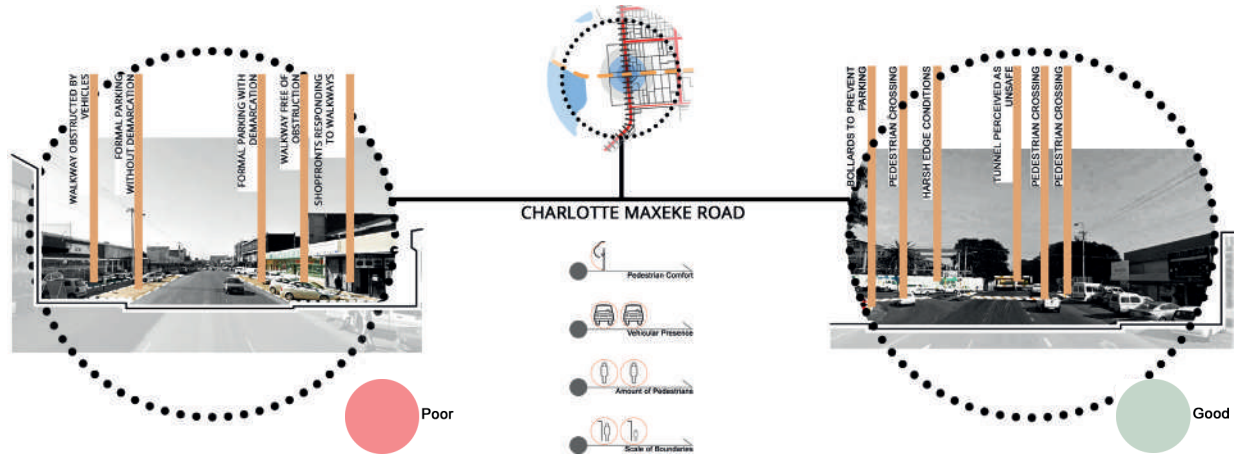 WALKWAY OBSTRUCTED BY
VEHICLES
FORMAL PARKING
WITHOUT DEMARCATION
FORMAL PARKING WITH
DEMARCATION
WALKWAY FREE OF
OBSTRUCTION
SHOPFRONTS RESPONDING
TO WALKWAYS
BOLLARDS TO PREVENT
PARKING
PEDESTRIAN CROSSING
HARSH EDGE CONDITIONS
TUNNEL PERCEIVED AS
UNSAFE
PEDESTRIAN CROSSING
PEDESTRIAN CROSSING
CHARLOTTE MAXEKE ROAD
Pedestrian Comfort
Vehicular Presence
Amount of Pedestrians
Scale of Boundaries
Poor
Good